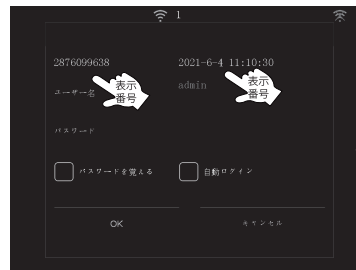 1
2876099638 2021-6-4 11:10:30
表示
番号
表示
番号
ユーザー名 admin
パスワード
パスワードを覚える 自動ログイン
OK キャンセル